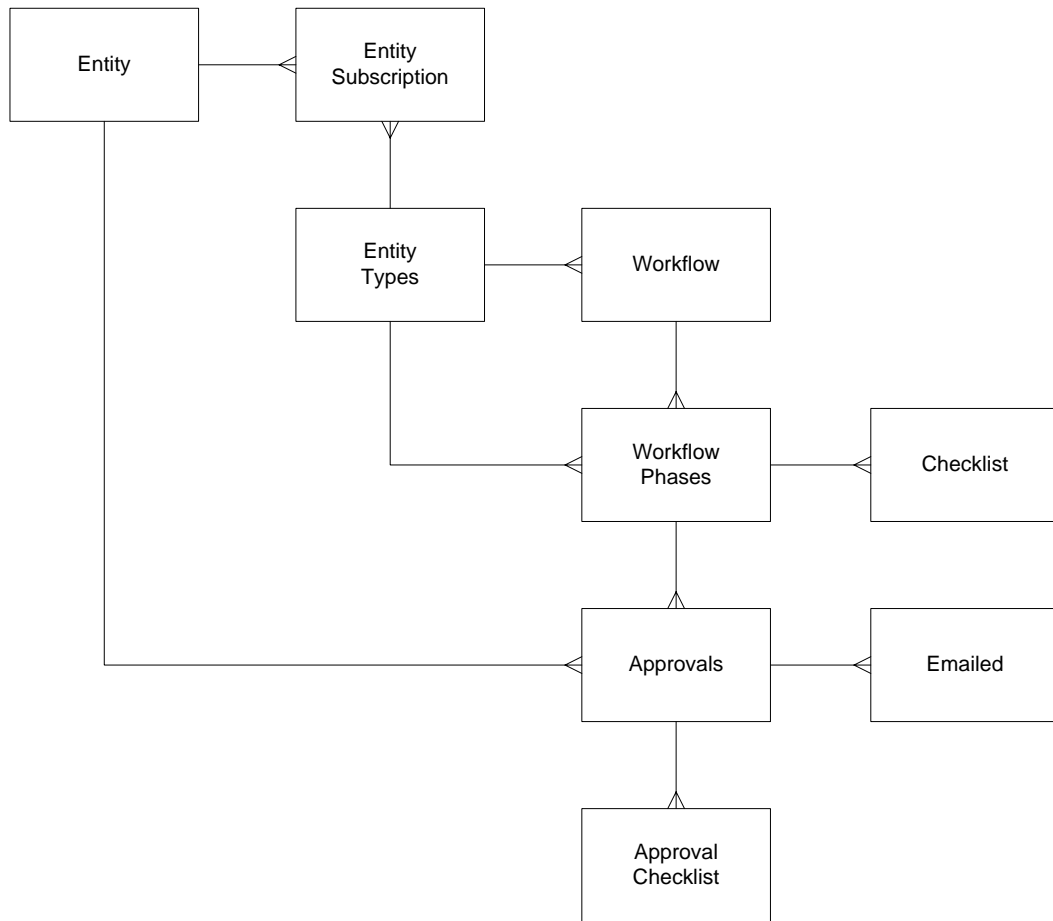 Entity
Entity
Subscription
Entity
Types
Workflow
Workflow
Phases
Checklist
Approvals
Emailed
Approval
Checklist